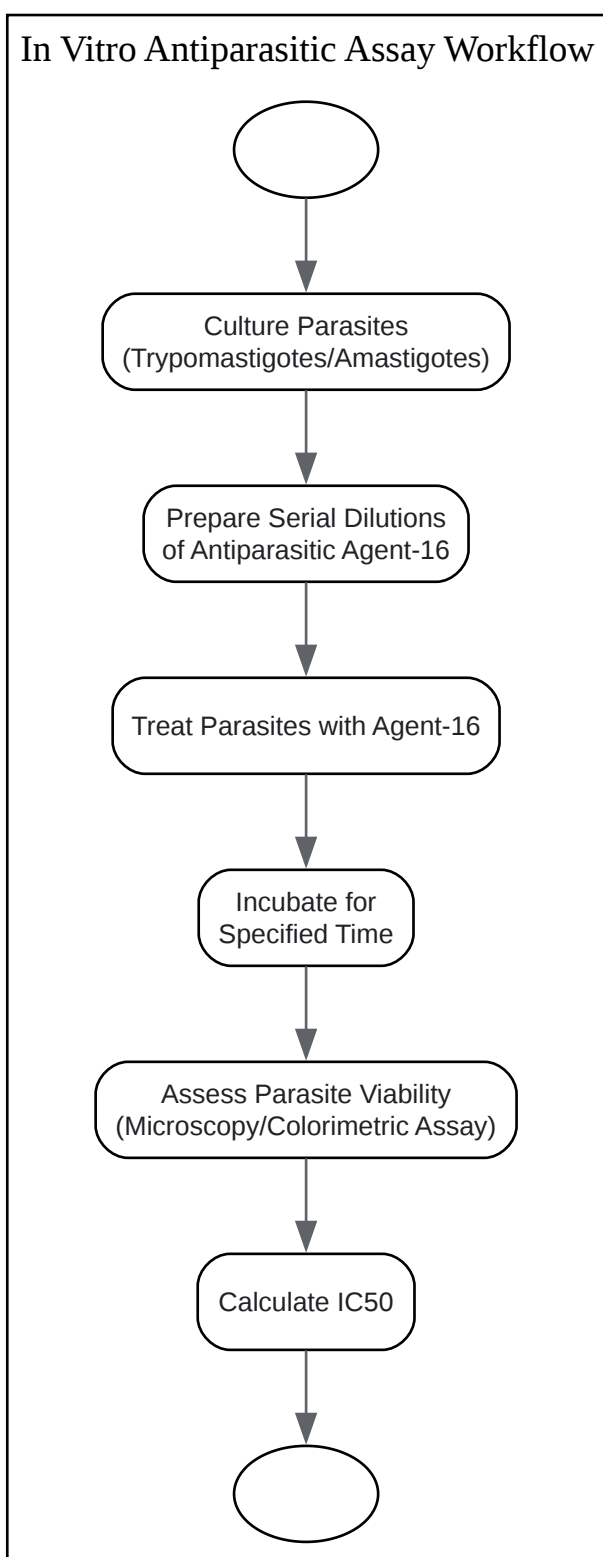 In Vitro Antiparasitic Assay Workflow
Culture Parasites
(Trypomastigotes/Amastigotes)
Prepare Serial Dilutions
of Antiparasitic Agent-16
Treat Parasites with Agent-16
Incubate for
Specified Time
Assess Parasite Viability
(Microscopy/Colorimetric Assay)
Calculate IC50